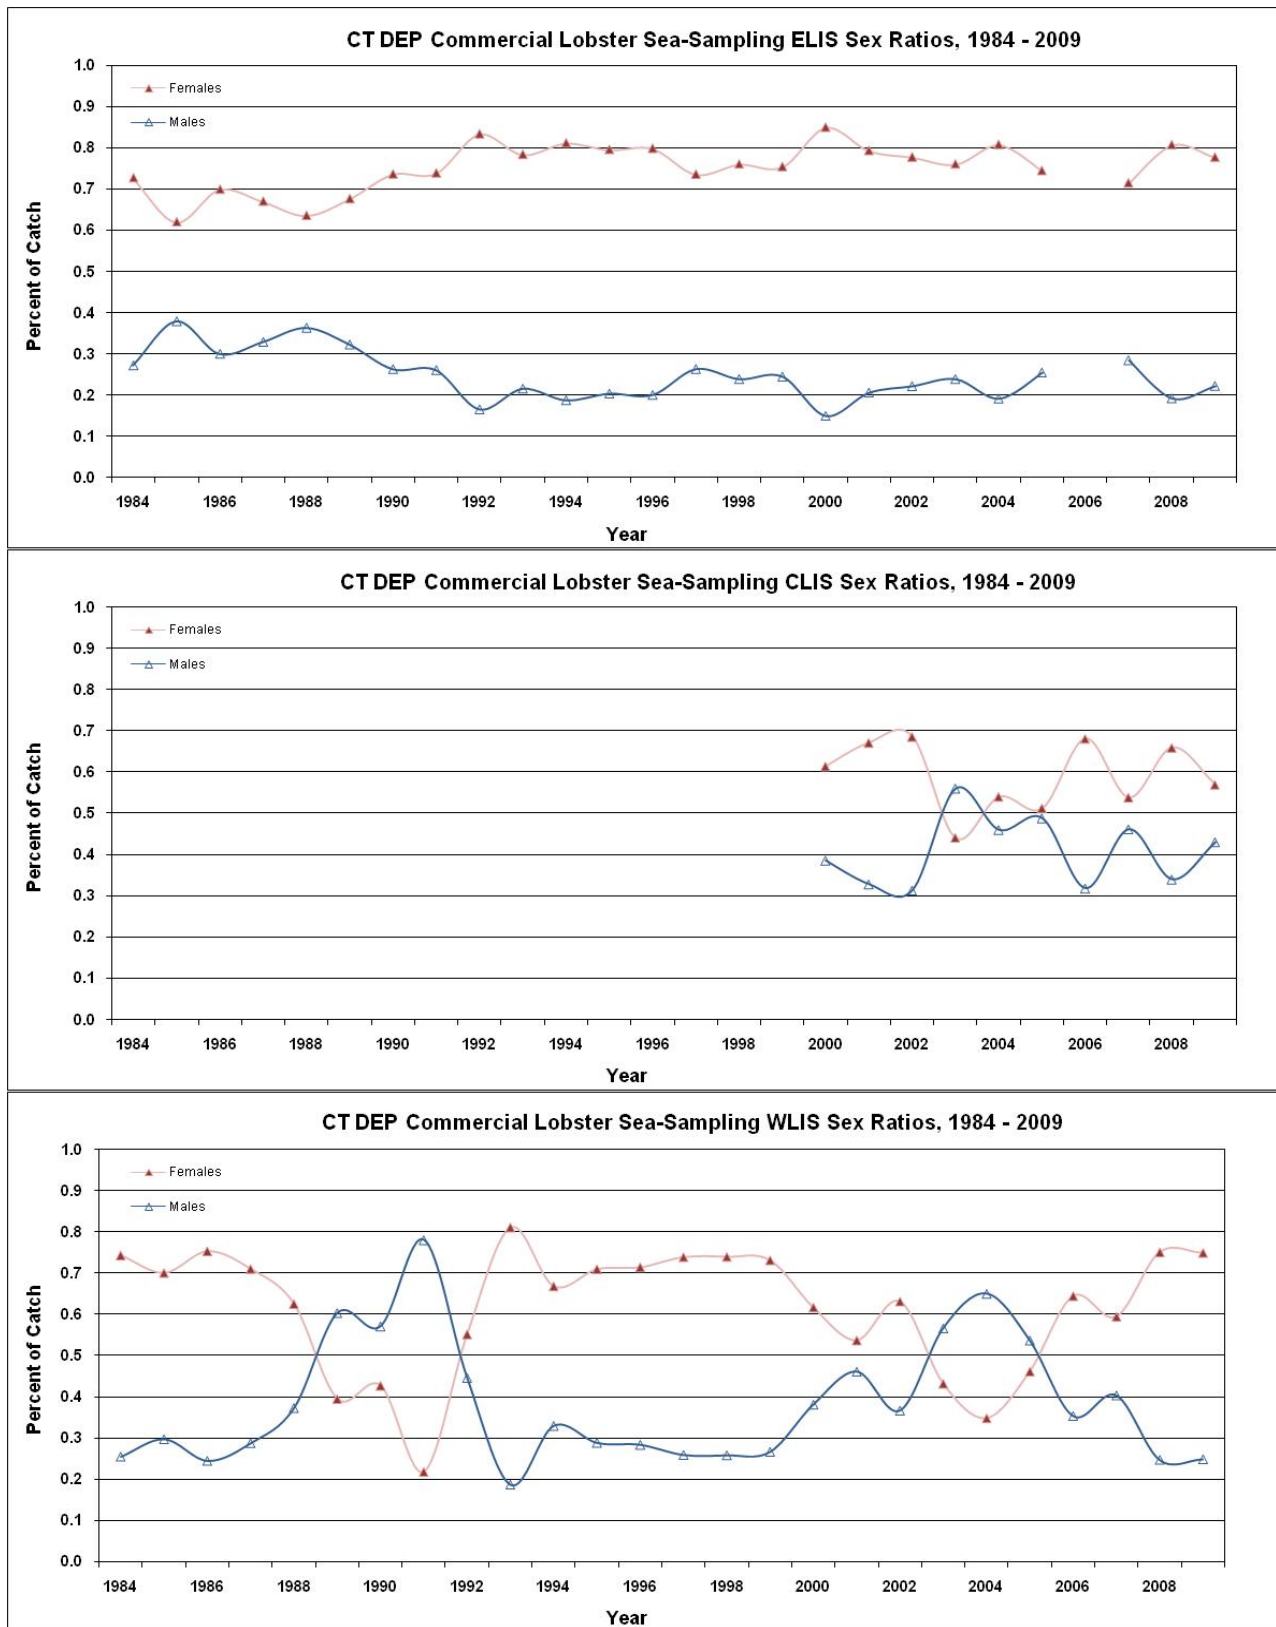 CT DEP Commercial Lobster Sea-Sampling ELIS Sex Ratios, 1984 - 2009
1.0
Females
0.9
Males
0.8
0.7
0.6
0.5
0.4
0.3
0.2
0.1
0.0
Percent of Catch
1984 1986 1988 1990 1992 1994 1996 1998 2000 2002 2004 2006 2008
Year
CT DEP Commercial Lobster Sea-Sampling CLIS Sex Ratios, 1984 - 2009
1.0
Females
0.9
Males
0.8
0.7
0.6
0.5
0.4
0.3
0.2
0.1
0.0
Percent of Catch
1984 1986 1988 1990 1992 1994 1996 1998 2000 2002 2004 2006 2008
Year
CT DEP Commercial Lobster Sea-Sampling WLIS Sex Ratios, 1984 - 2009
1.0
Females
0.9
Males
0.8
0.7
0.6
0.5
0.4
0.3
0.2
0.1
0.0
Percent of Catch
1984 1986 1988 1990 1992 1994 1996 1998 2000 2002 2004 2006 2008
Year